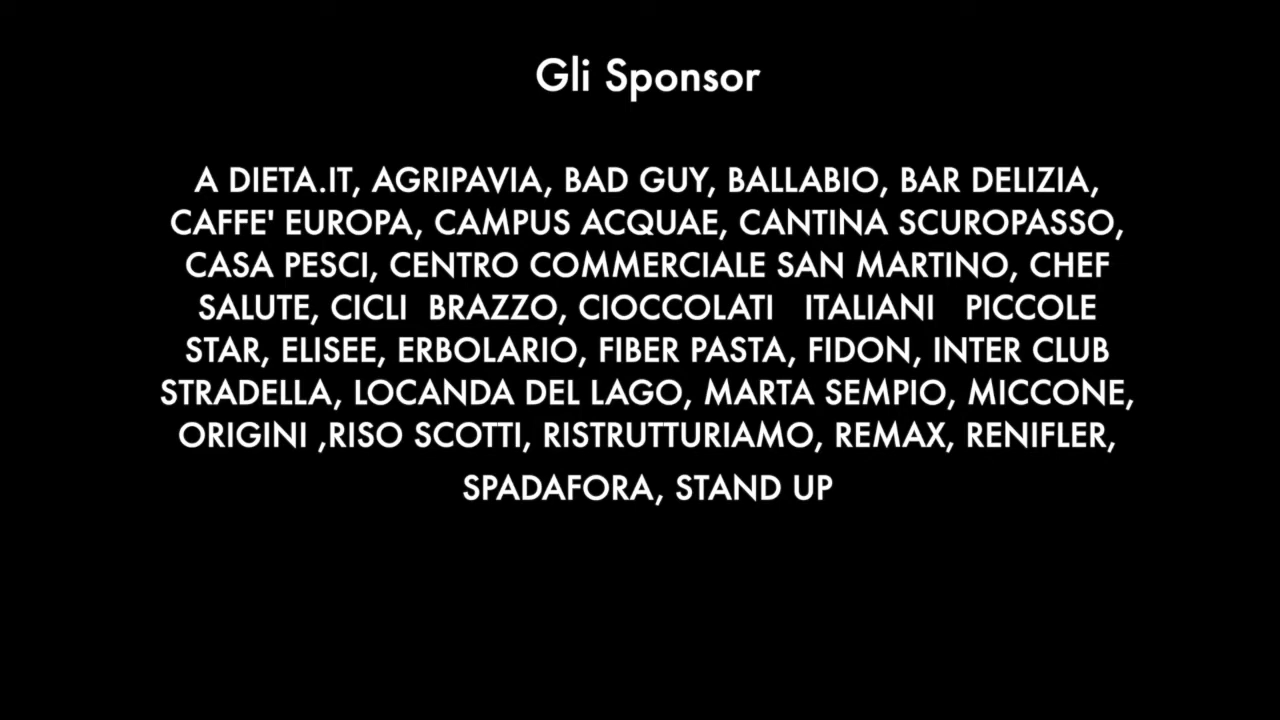 Gli Sponsor
A DIETA.IT, AGRIPAVIA, BAD GUY, BALLABIO, BAR DELIZIA,
CAFFE' EUROPA, CAMPUS ACQUAE, CANTINA SCUROPASSO,
CASA PESCI, CENTRO COMMERCIALE SAN MARTINO, CHEF
SALUTE, CICLI  BRAZZO, CIOCCOLATI   ITALIANI   PICCOLE
STAR, ELISEE, ERBOLARIO, FIBER PASTA, FIDON, INTER CLUB
STRADELLA, LOCANDA DEL LAGO, MARTA SEMPIO, MICCONE,
ORIGINI ,RISO SCOTTI, RISTRUTTURIAMO, REMAX, RENIFLER,
SPADAFORA, STAND UP